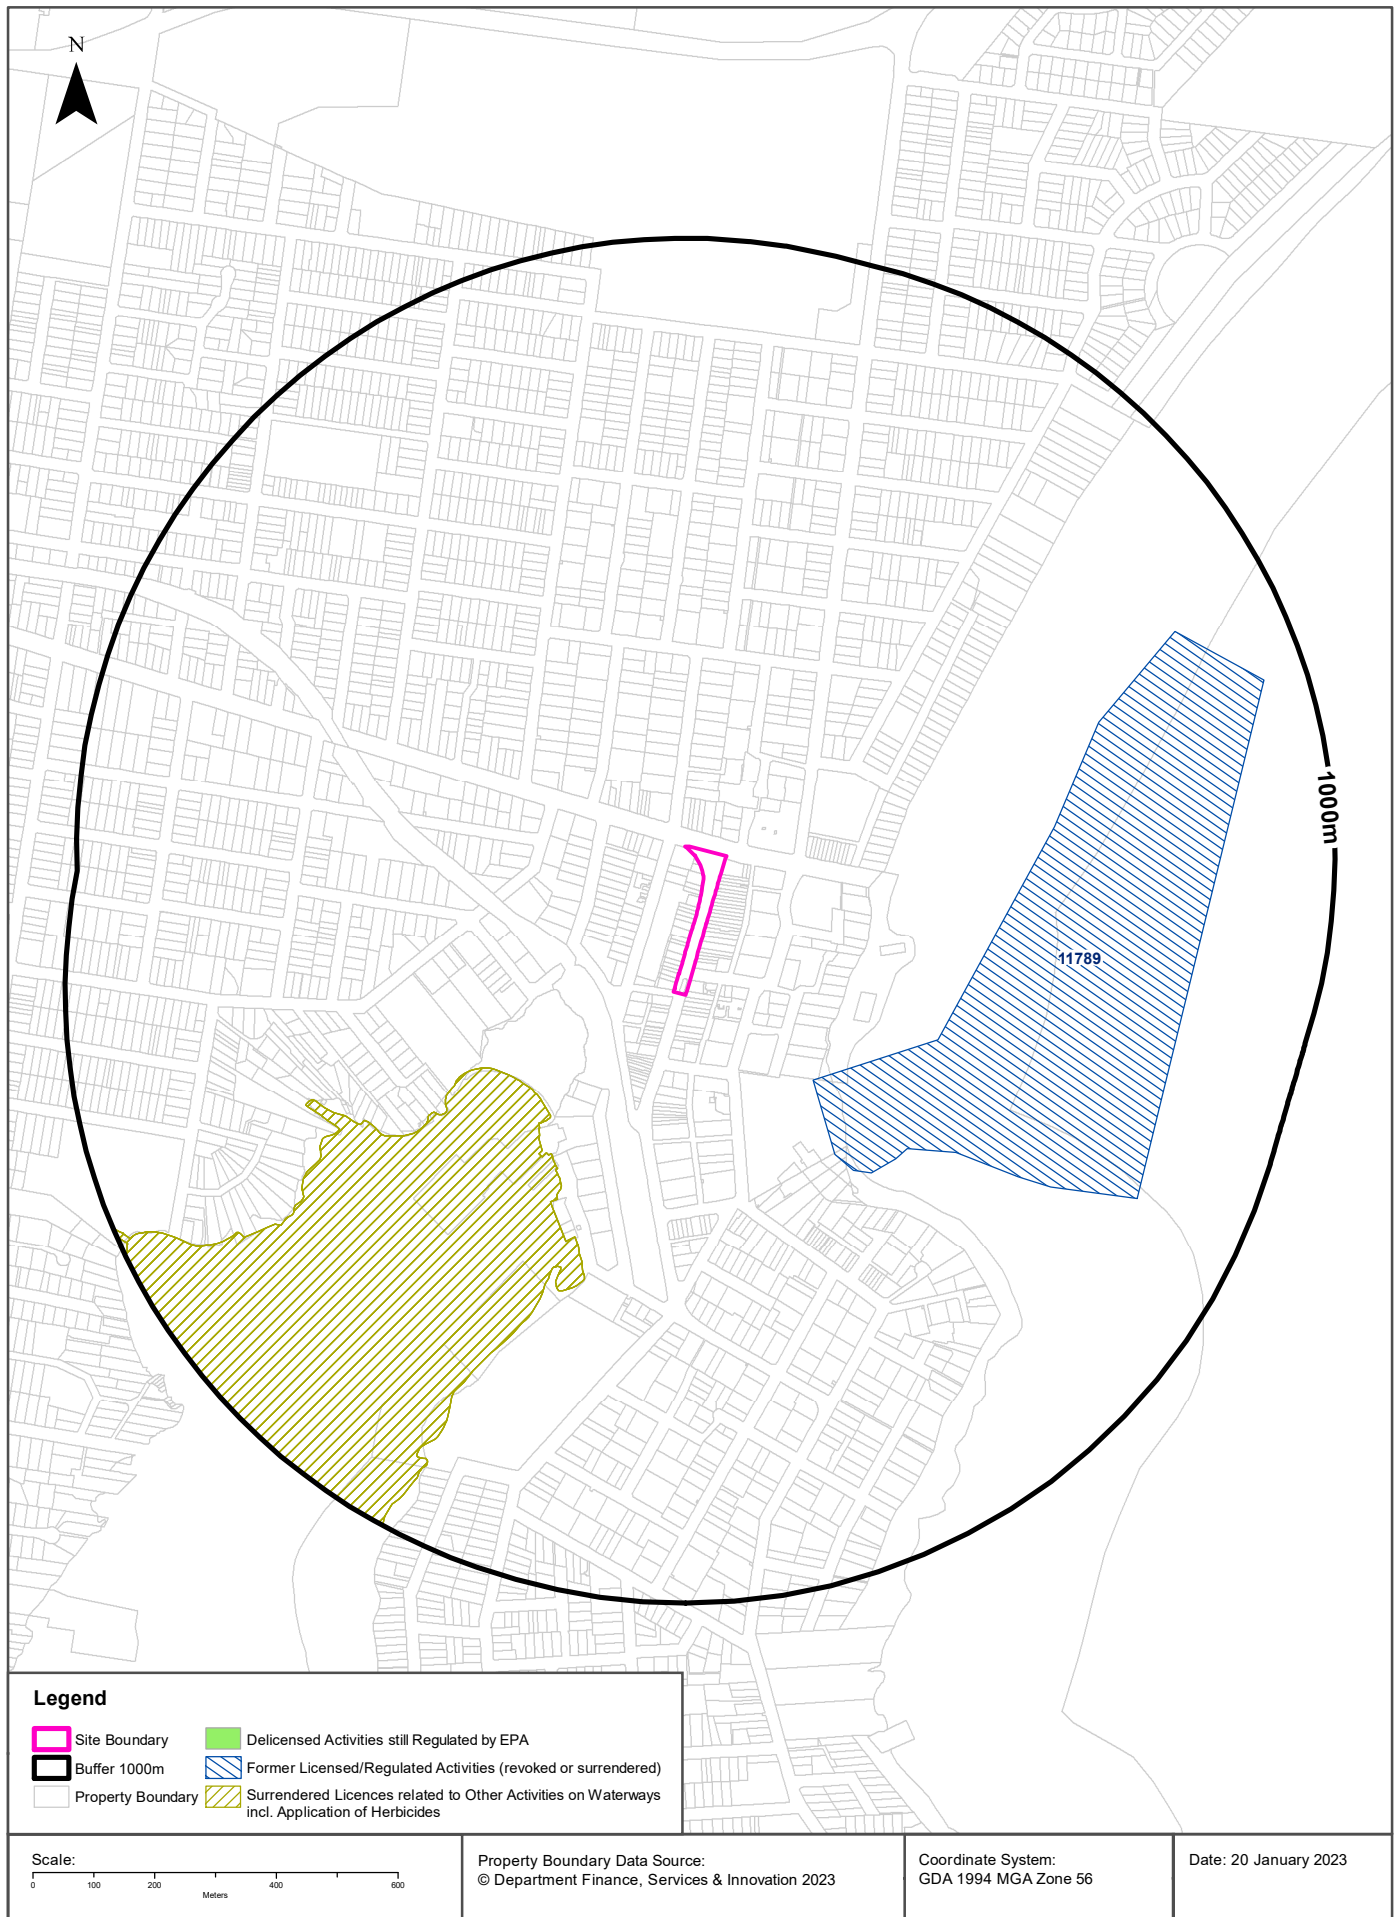 N
1000m
11789
Legend
Site Boundary
Buffer 1000m
Property Boundary
Delicensed Activities still Regulated by EPA
Former Licensed/Regulated Activities (revoked or surrendered)
Surrendered Licences related to Other Activities on Waterways
incl. Application of Herbicides
Scale:
0 100 200 400 600
Meters
Property Boundary Data Source:
© Department Finance, Services & Innovation 2023
Coordinate System:
GDA 1994 MGA Zone 56
Date: 20 January 2023